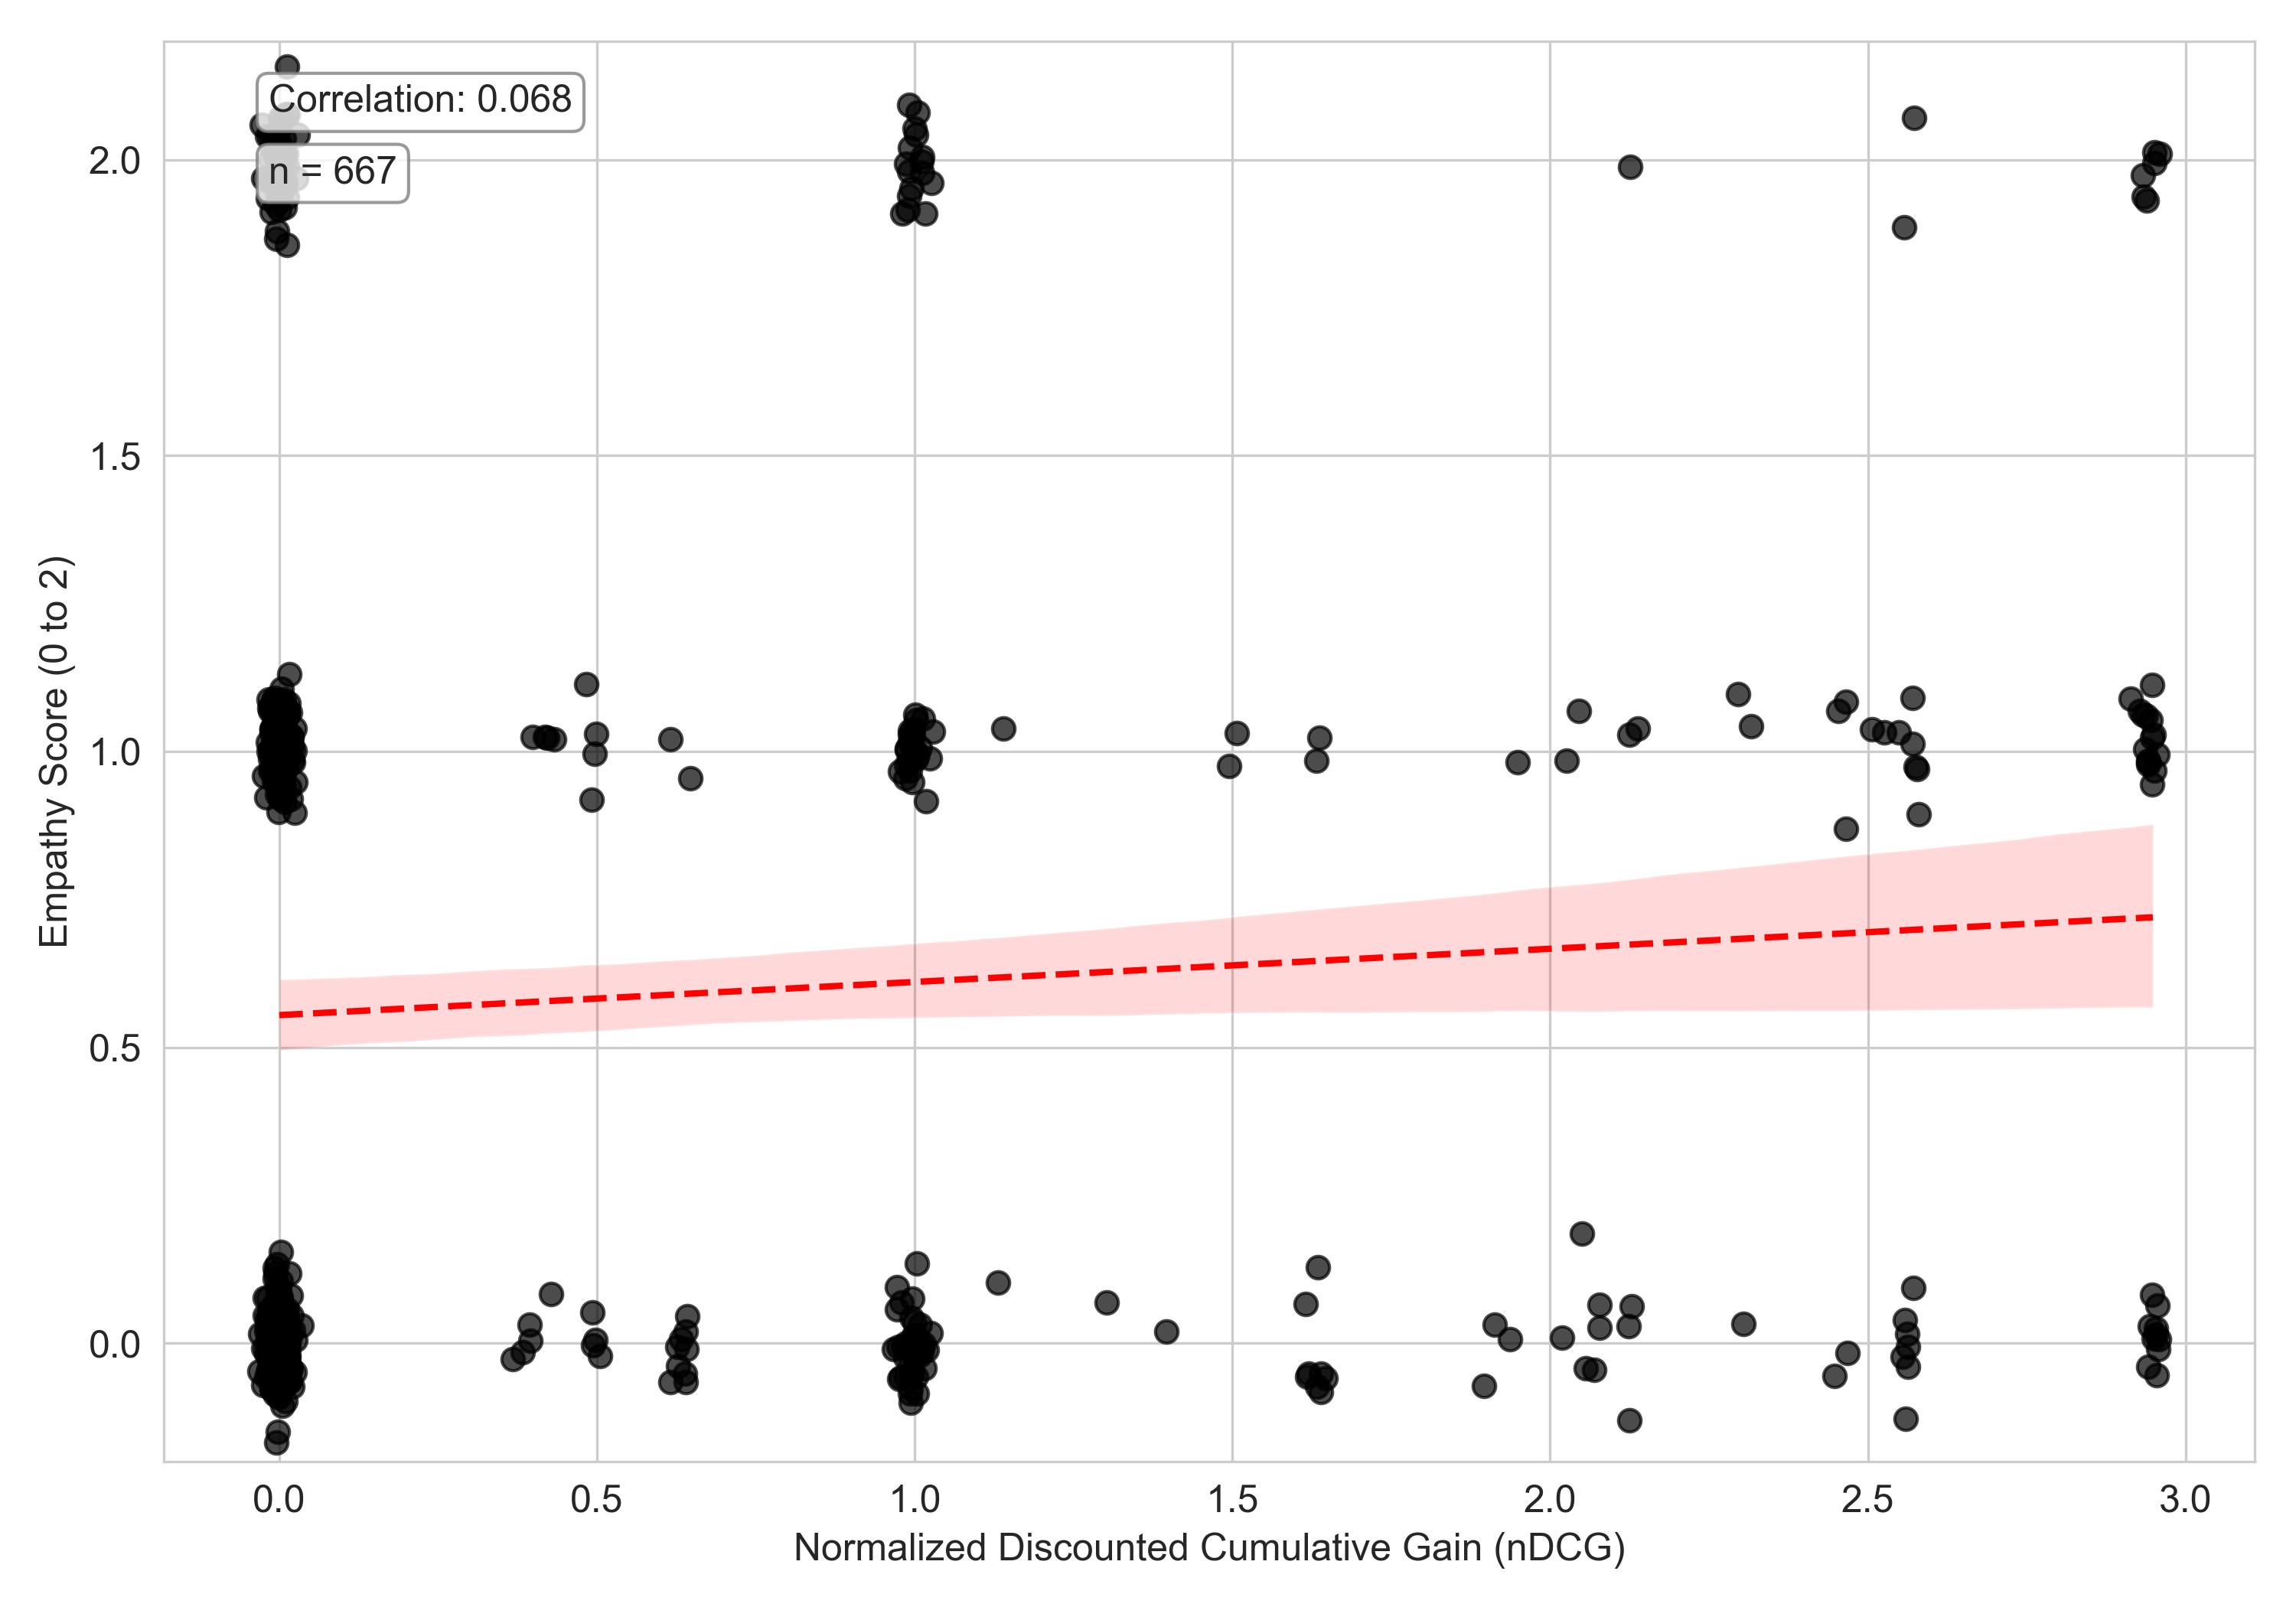 Correlation: 0.068
n = 667
2.0
1.5
1.0
0.5
0.0
Empathy Score (0 to 2)
0.0 0.5 1.0 1.5 2.0 2.5 3.0
Normalized Discounted Cumulative Gain (nDCG)